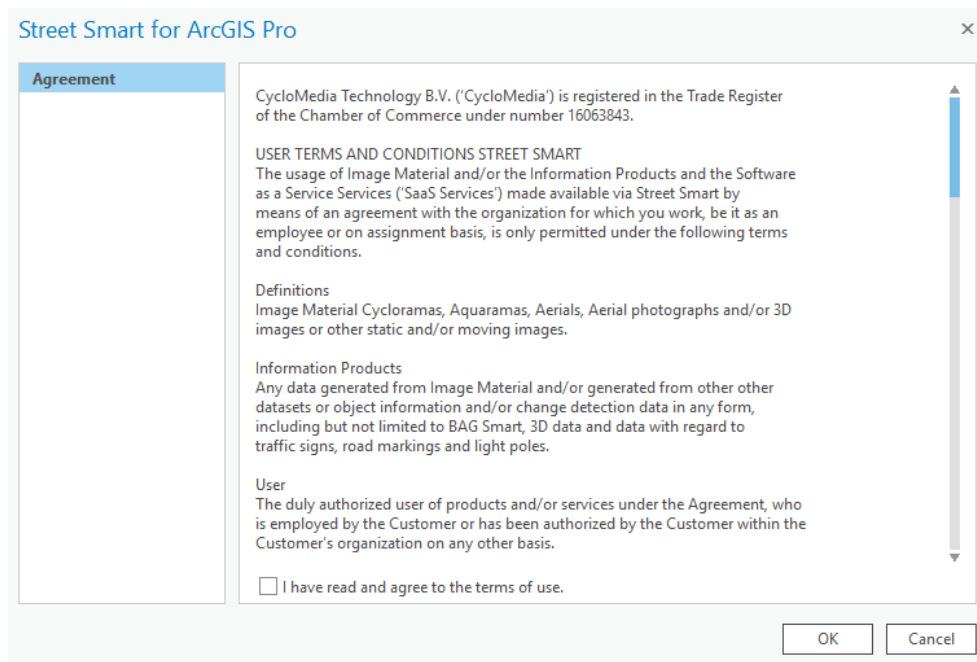 Street Smart for ArcGIS Pro
Agreement
CycloMedia Technology B.V. ('CycloMedia') is registered in the Trade Register
of the Chamber of Commerce under number 16063843.
USER TERMS AND CONDITIONS STREET SMART
The usage of Image Material and/or the Information Products and the Software
as a Service Services ('SaaS Services') made available via Street Smart by
means of an agreement with the organization for which you work, be it as an
employee or on assignment basis, is only permitted under the following terms
and conditions.
Definitions
Image Material Cycloramas, Aquaramas, Aerials, Aerial photographs and/or 3D
images or other static and/or moving images.
Information Products
Any data generated from Image Material and/or generated from other other
datasets or object information and/or change detection data in any form,
including but not limited to BAG Smart, 3D data and data with regard to
traffic signs, road markings and light poles.
User
The duly authorized user of products and/or services under the Agreement, who
is employed by the Customer or has been authorized by the Customer within the
Customer's organization on any other basis.
I have read and agree to the terms of use.
OK
Cancel